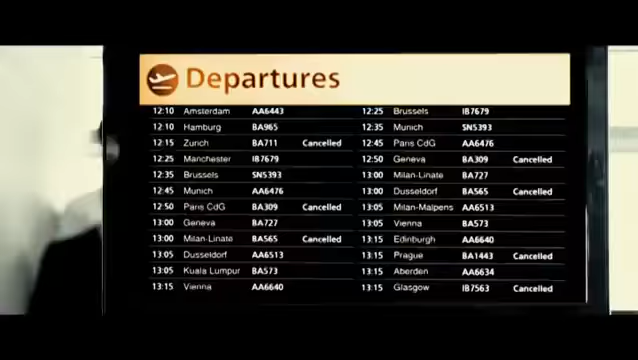 Departures
12:10 Amsterdam AA6443
12:10 Hamburg BA965
12:15 Zurich BA711 Cancelled
12:25 Manchester IB7679
12:35 Brussels SN5393
12:45 Munich AA6476
12:50 Paris CdG BA309 Cancelled
13:00 Geneva BA727
13:00 Milan-Linate BA565 Cancelled
13:05 Dusseldorf AA6513
13:05 Kuala Lumpur BA573
13:15 Vienna AA6640
12:25 Brussels IB7679
12:35 Munich SN5393
12:45 Paris CdG AA6476
12:50 Geneva BA309 Cancelled
13:00 Milan-Linate BA727
13:00 Dusseldorf BA565 Cancelled
13:05 Milan-Malpens AA6513
13:05 Vienna BA573
13:15 Edinburgh AA6640
13:15 Prague BA1443 Cancelled
13:15 Aberden AA6634
13:15 Glasgow IB7563 Cancelled